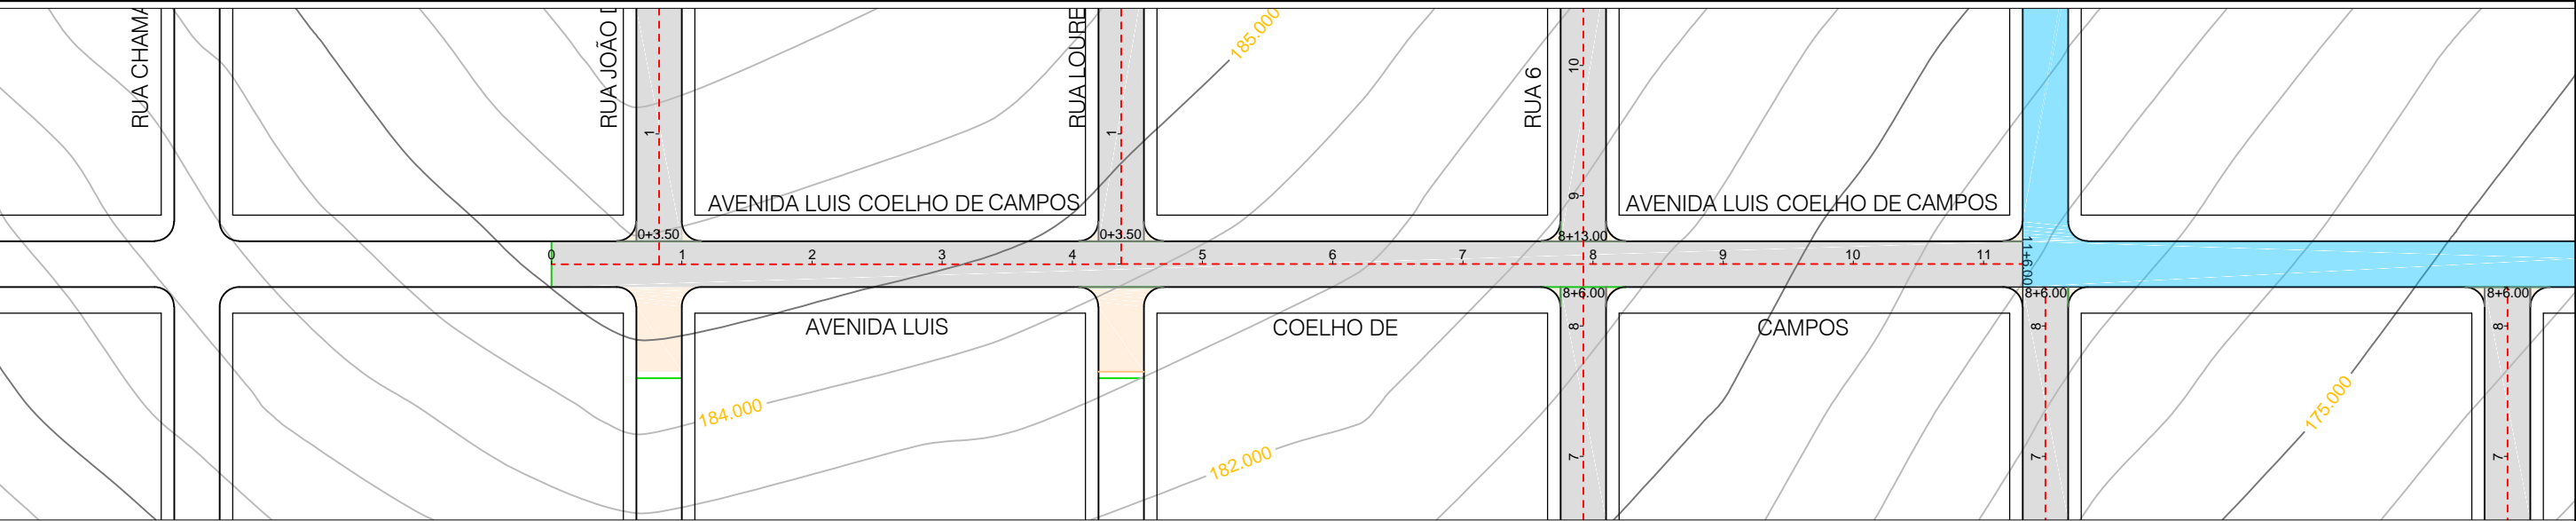 RUA CHAMA
RUA JOÃO D
RUA LOURE
185.000
RUA 6
10
1
1
9
AVENIDA LUIS COELHO DE CAMPOS
AVENIDA LUIS COELHO DE CAMPOS
0+3.50
0+3.50
8+13.00
0 1 2 3 4 5 6 7 8 9 10 11
11+6.00
8+6.00
8+6.00
8+6.00
AVENIDA LUIS COELHO DE CAMPOS
8
8
8
184.000
175.000
182.000
7
7
7